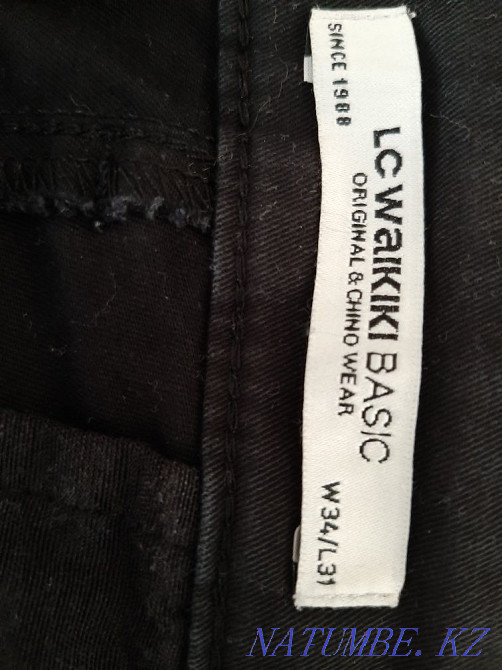 SINCE 1988
LC WAIKIKI BASIC
ORIGINAL & CHINO WEAR
W34/L31
NATUMBE. KZ